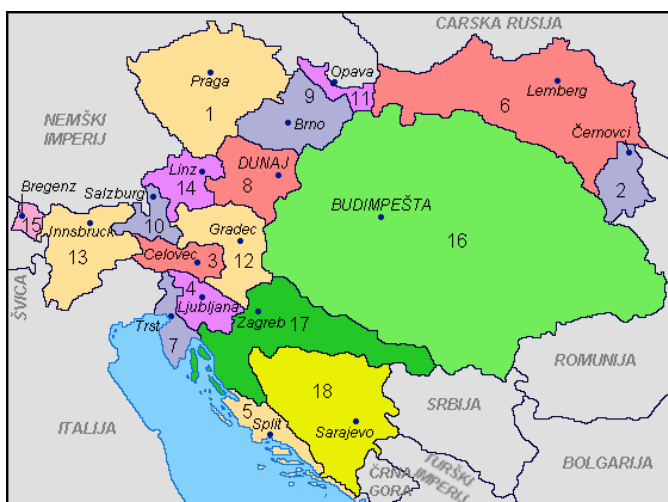 CARSKA RUSIJA
Opava
Praga
9
11
Lemberg
6
1
Brno
NEMŠKI
IMPERIJ
Černovci
Linz
DUNAJ
14
8
2
Bregenz
Salzburg
BUDIMPEŠTA
15
10
Innsbruck
Gradec
16
13
Celovec
3
12
4
ŠVICA
Ljubljana
Trst
Zagreb
17
7
ROMUNIJA
18
5
SRBIJA
ITALIJA
Split
Sarajevo
BOLGARIJA
ČRNA
GORA
TURŠKI
IMPERIJ